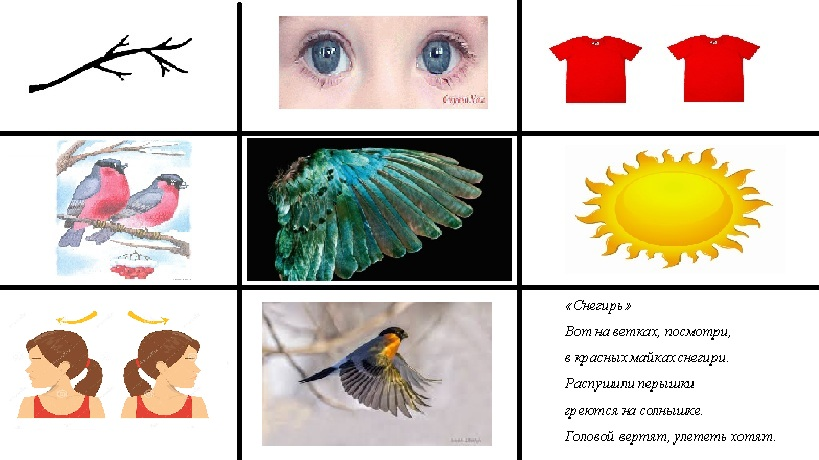 «Снегирь»
Вот на ветках, посмотри,
в красных майках снегири.
Распушили перышки
греются на солнышке.
Головой вертят, улететь хотят.